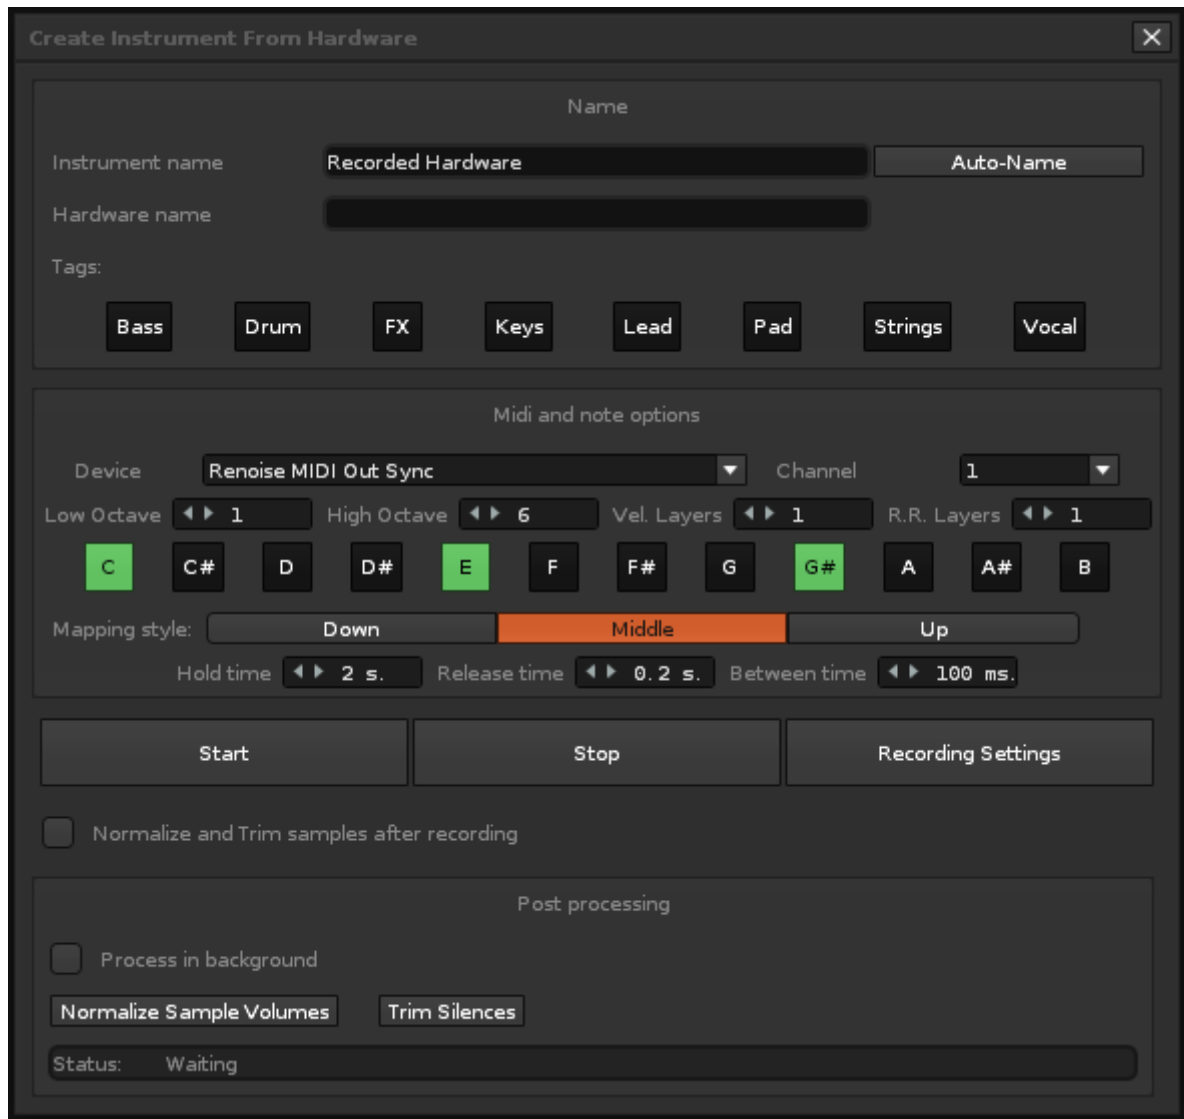 Create Instrument From Hardware
Name
Instrument name Recorded Hardware Auto-Name
Hardware name
Tags:
Bass Drum FX Keys Lead Pad Strings Vocal
Midi and note options
Device Renoise MIDI Out Sync Channel 1
Low Octave 1 High Octave 6 Vel. Layers 1 R.R. Layers 1
C C# D D# E F F# G G# A A# B
Mapping style: Down Middle Up
Hold time 2 s. Release time 0.2 s. Between time 100 ms.
Start Stop Recording Settings
Normalize and Trim samples after recording
Post processing
Process in background
Normalize Sample Volumes Trim Silences
Status: Waiting